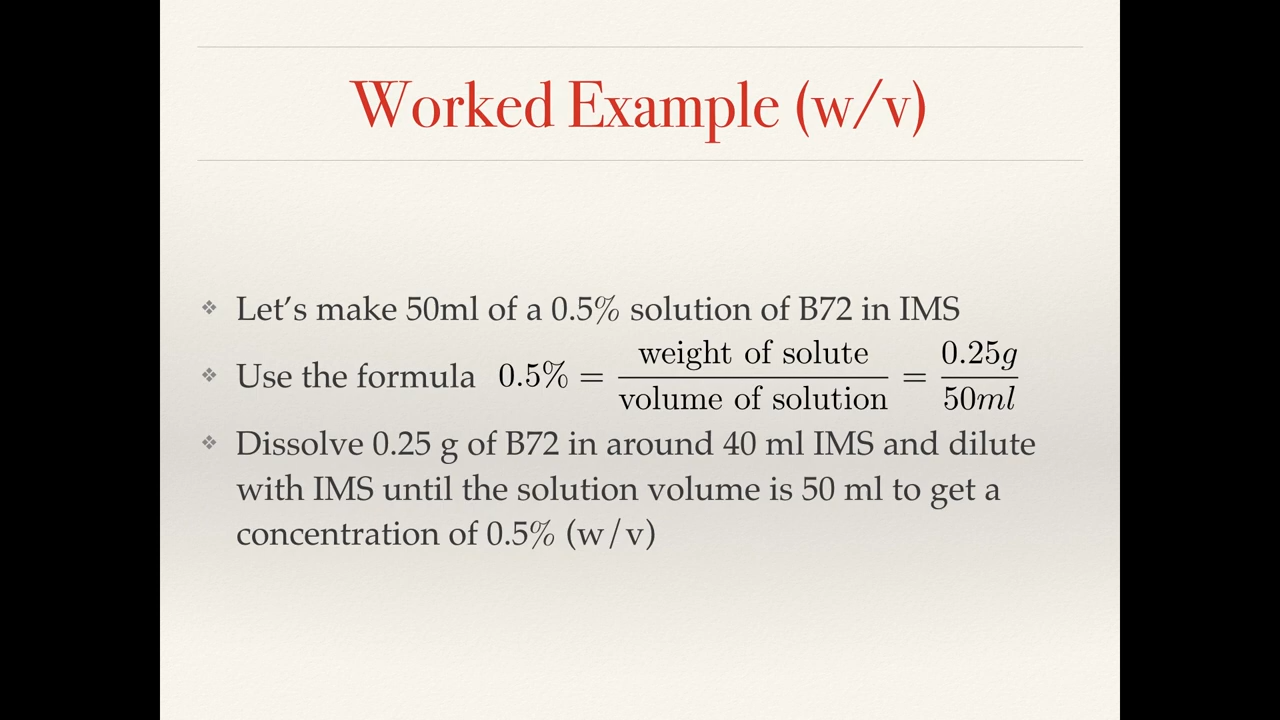 Worked Example (w/v)
❖ Let’s make 50ml of a 0.5% solution of B72 in IMS
❖ Use the formula 0.5% = weight of solute / volume of solution = 0.25g / 50ml
❖ Dissolve 0.25 g of B72 in around 40 ml IMS and dilute
with IMS until the solution volume is 50 ml to get a
concentration of 0.5% (w/v)